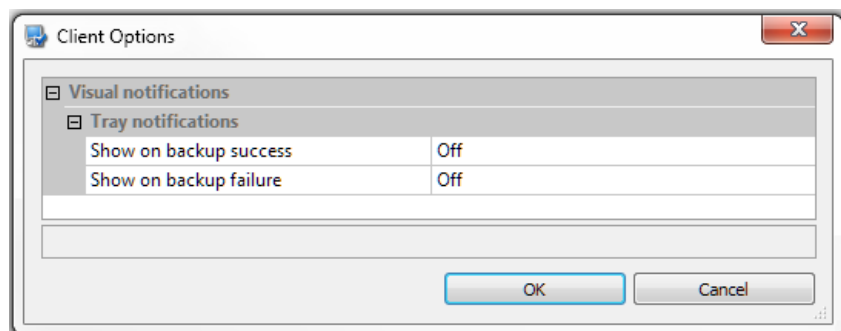 Client Options
Visual notifications
Tray notifications
Show on backup success Off
Show on backup failure Off
OK Cancel